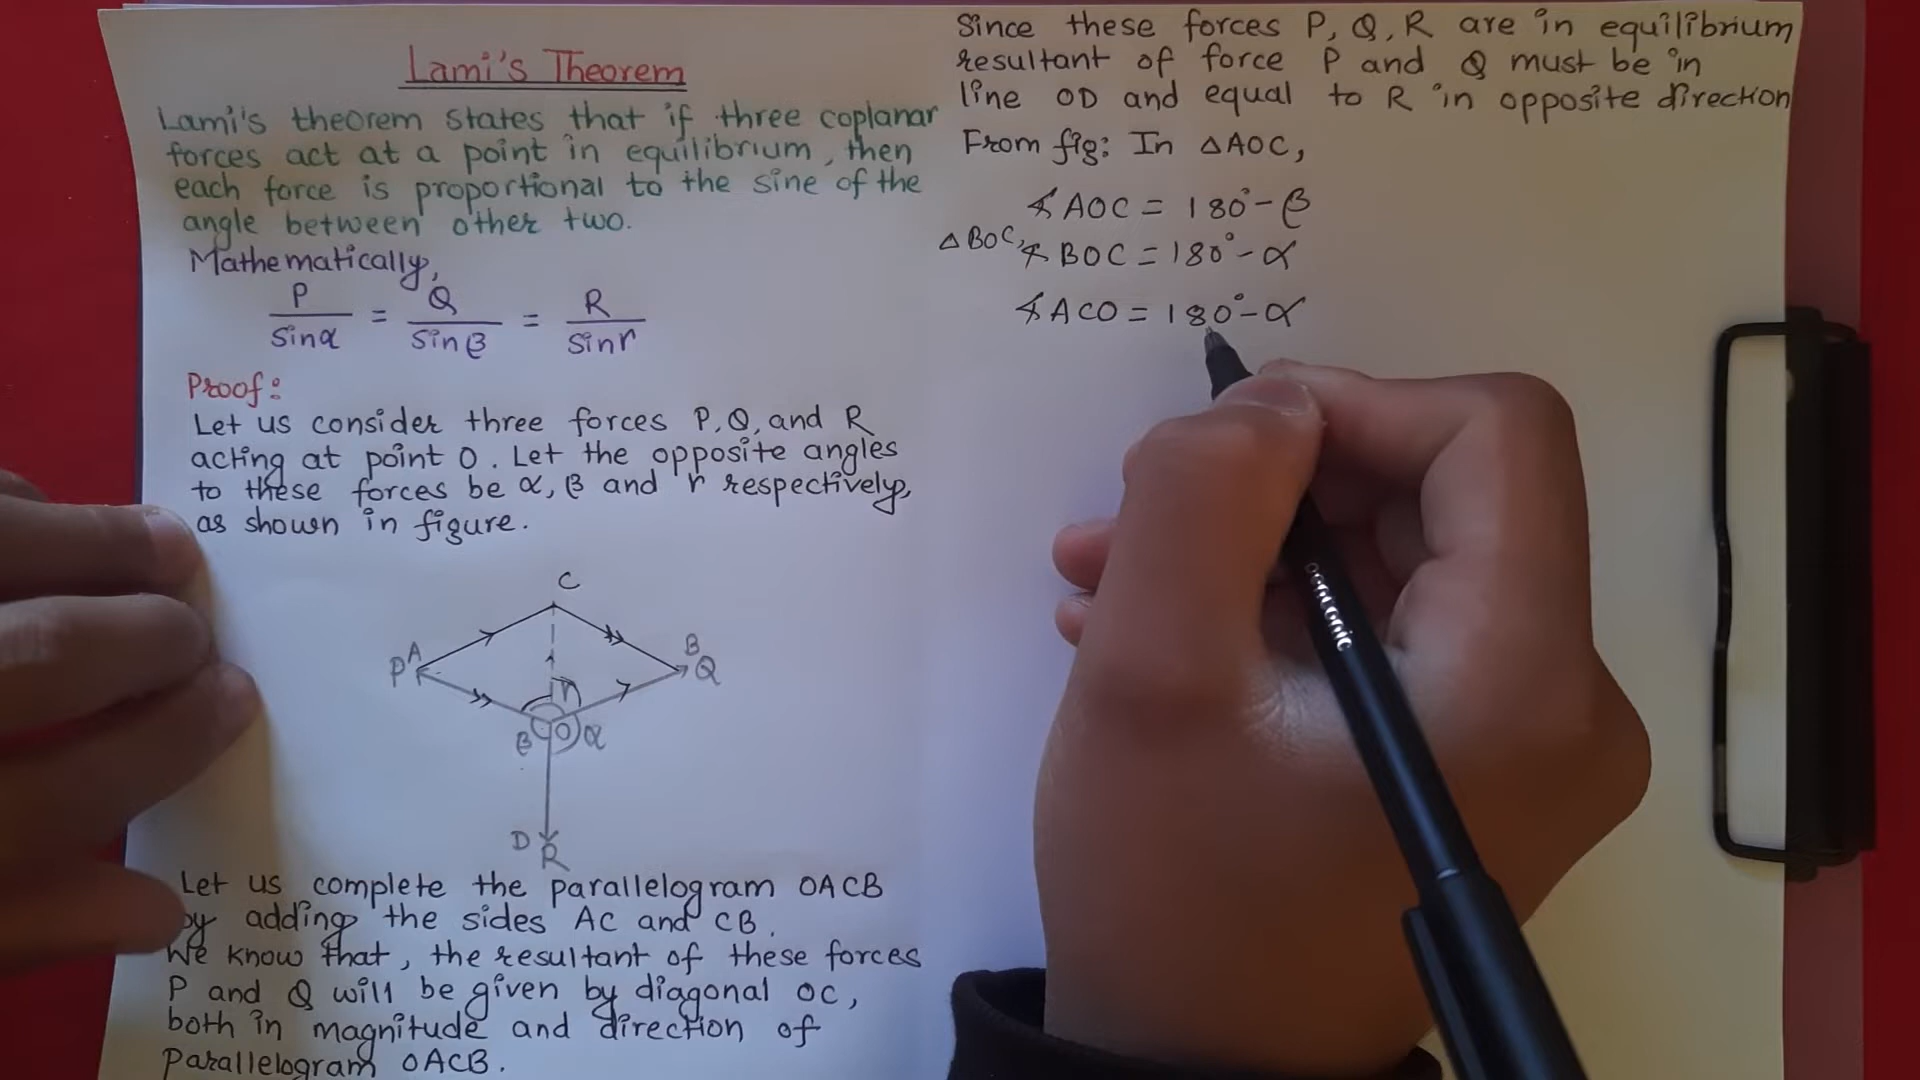 Lami's Theorem
Lami's theorem states that if three coplanar
forces act at a point in equilibrium, then
each force is proportional to the sine of the
angle between other two.
Mathematically,
P/sinα = Q/sinβ = R/sinr
Proof:
Let us consider three forces P, Q, and R
acting at point O. Let the opposite angles
to these forces be α, β and r respectively,
as shown in figure.
C
P A
B Q
r
β O α
D R
Let us complete the parallelogram OACB
by adding the sides AC and CB.
We know that, the resultant of these forces
P and Q will be given by diagonal OC,
both in magnitude and direction of
Parallelogram OACB.
Since these forces P, Q, R are in equilibrium
resultant of force P and Q must be in
line OD and equal to R in opposite direction
From fig: In △AOC,
∡AOC = 180° - β
△BOC, ∡BOC = 180° - α
∡ACO = 180° - α